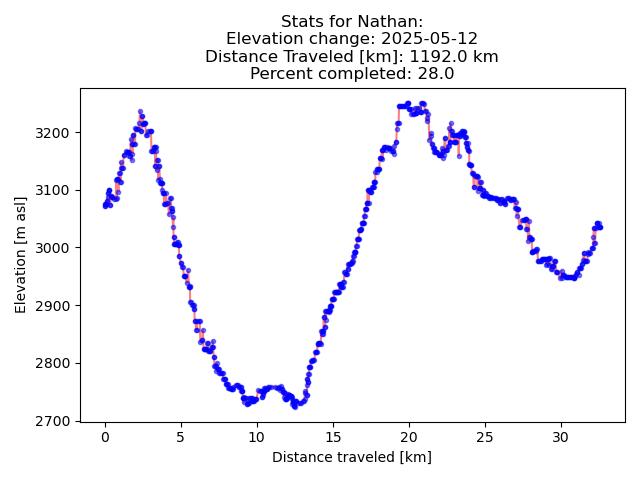 Stats for Nathan:
Elevation change: 2025-05-12
Distance Traveled [km]: 1192.0 km
Percent completed: 28.0
3200
3100
3000
2900
2800
2700
Elevation [m asl]
0 5 10 15 20 25 30
Distance traveled [km]